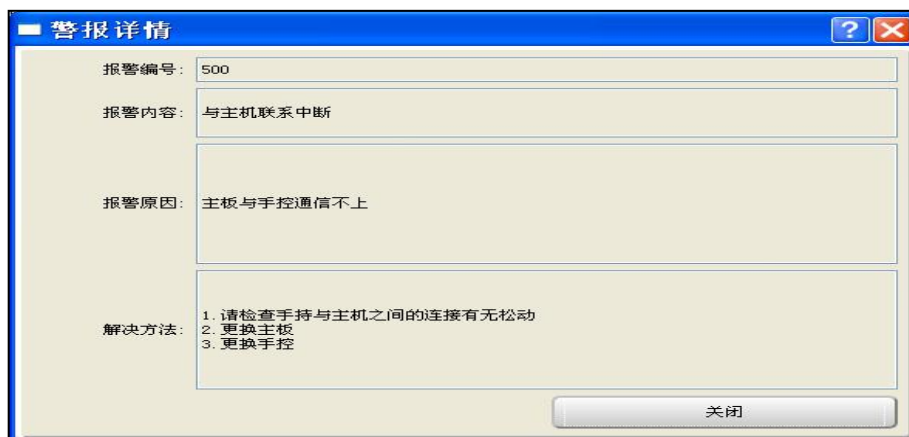 警报详情
报警编号: 500
报警内容: 与主机联系中断
报警原因: 主板与手控通信不上
解决方法: 1. 请检查手持与主机之间的连接有无松动
2. 更换主板
3. 更换手控
关闭